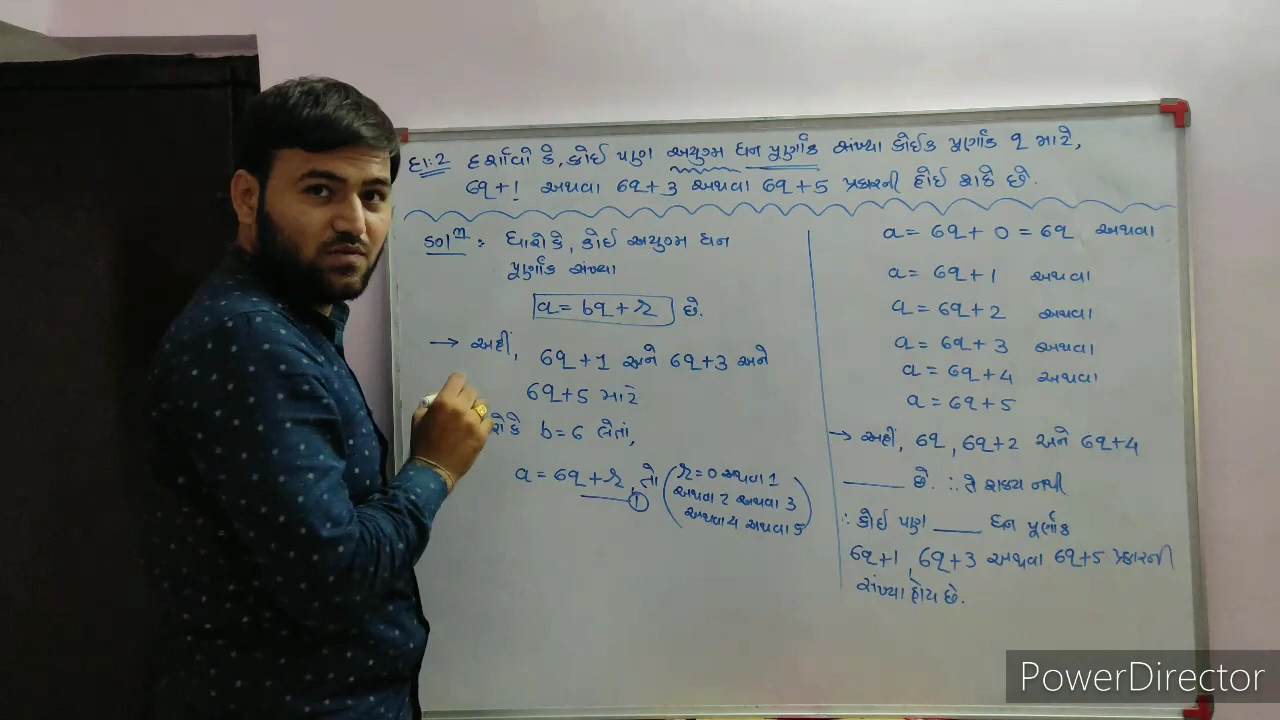 દા:2 દર્શાવો કે, કોઈ પણ અયુગ્મ ધન પૂર્ણાંક સંખ્યા કોઈક પૂર્ણાંક q માટે,
6q+1 અથવા 6q+3 અથવા 6q+5 પ્રકારની હોઈ શકે છે.
Solⁿ : ધારોકે, કોઈ અયુગ્મ ધન
પૂર્ણાંક સંખ્યા
a = bq + r છે.
→ અહીં, 6q+1 અને 6q+3 અને
6q+5 માટે
રોકે b=6 લેતાં,
a = 6q + r, તો (r=0 અથવા 1
અથવા 2 અથવા 3
અથવા 4 અથવા 5)
①
a = 6q + 0 = 6q અથવા
a = 6q + 1 અથવા
a = 6q + 2 અથવા
a = 6q + 3 અથવા
a = 6q + 4 અથવા
a = 6q + 5
→ અહીં, 6q, 6q+2 અને 6q+4
_____ છે. ∴ તે શક્ય નથી
∴ કોઈ પણ ____ ધન પૂર્ણાંક
6q+1, 6q+3 અથવા 6q+5 પ્રકારની
સંખ્યા હોય છે.
PowerDirector